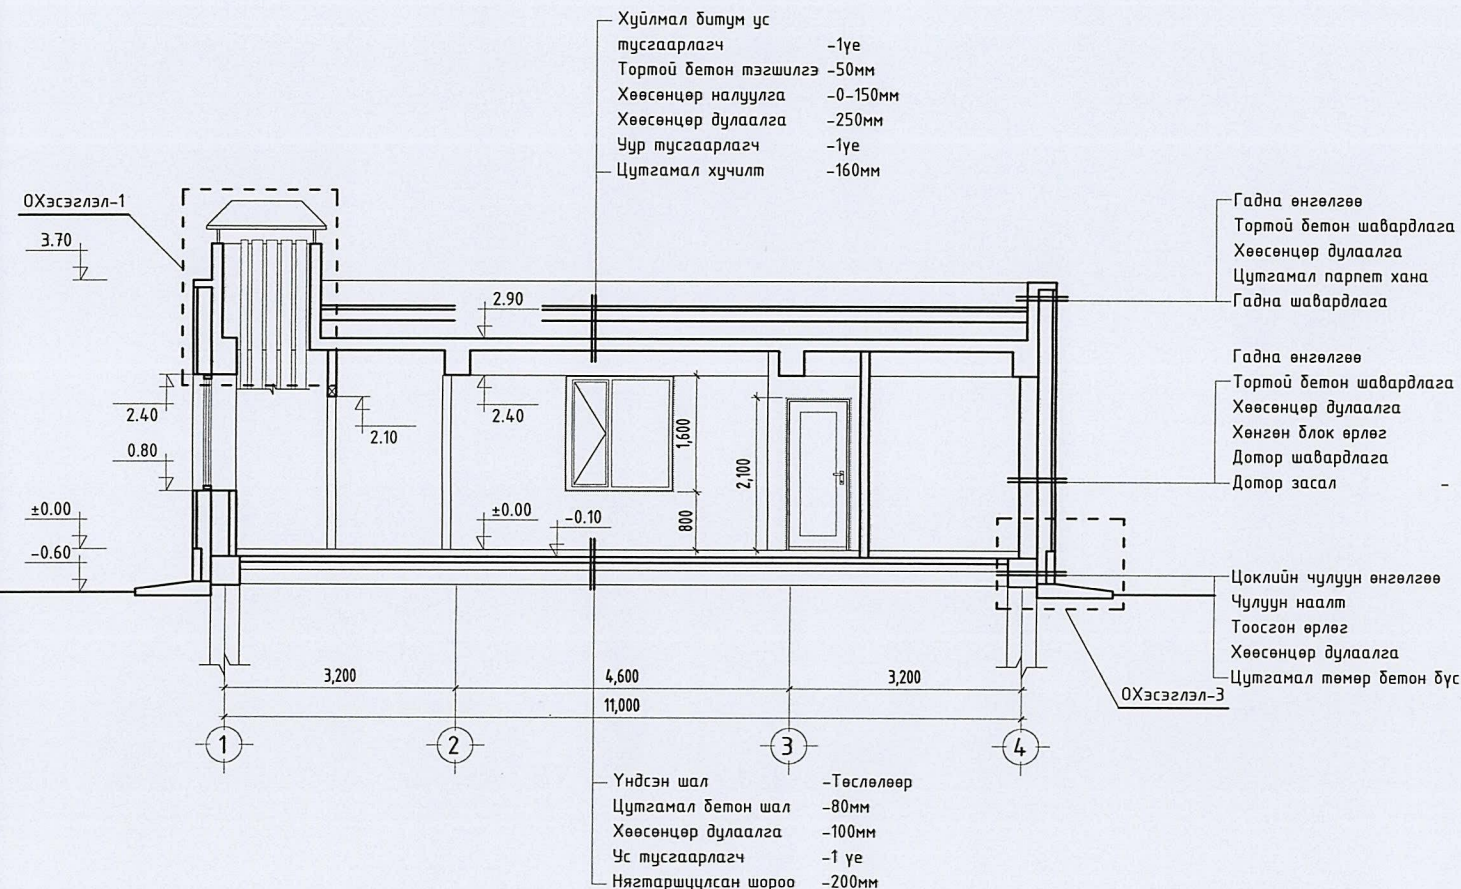 Хуйлмал битум ус
тусгаарлагч -1үе
Тортой бетон тэгшилгэ -50мм
Хөөсөнцөр налуулга -0-150мм
Хөөсөнцөр дулаалга -250мм
Уур тусгаарлагч -1үе
Цутгамал хучилт -160мм
ОХэсэглэл-1
3.70
2.90
2.40
2.10
2.40
0.80
±0.00
-0.60
±0.00
-0.10
1,600
2,100
800
Гадна өнгөлгөө
Тортой бетон шавардлага
Хөөсөнцөр дулаалга
Цутгамал парпет хана
Гадна шавардлага
Гадна өнгөлгөө
Тортой бетон шавардлага
Хөөсөнцөр дулаалга
Хөнгөн блок өрлөг
Дотор шавардлага
Дотор засал -
Цоклийн чулуун өнгөлгөө
Чулуун наалт
Тоосгон өрлөг
Хөөсөнцөр дулаалга
Цутгамал төмөр бетон бүс
ОХэсэглэл-3
3,200 4,600 3,200
11,000
1 2 3 4
Үндсэн шал -Төслөлөөр
Цутгамал бетон шал -80мм
Хөөсөнцөр дулаалга -100мм
Ус тусгаарлагч -1 үе
Нягтаршуулсан шороо -200мм